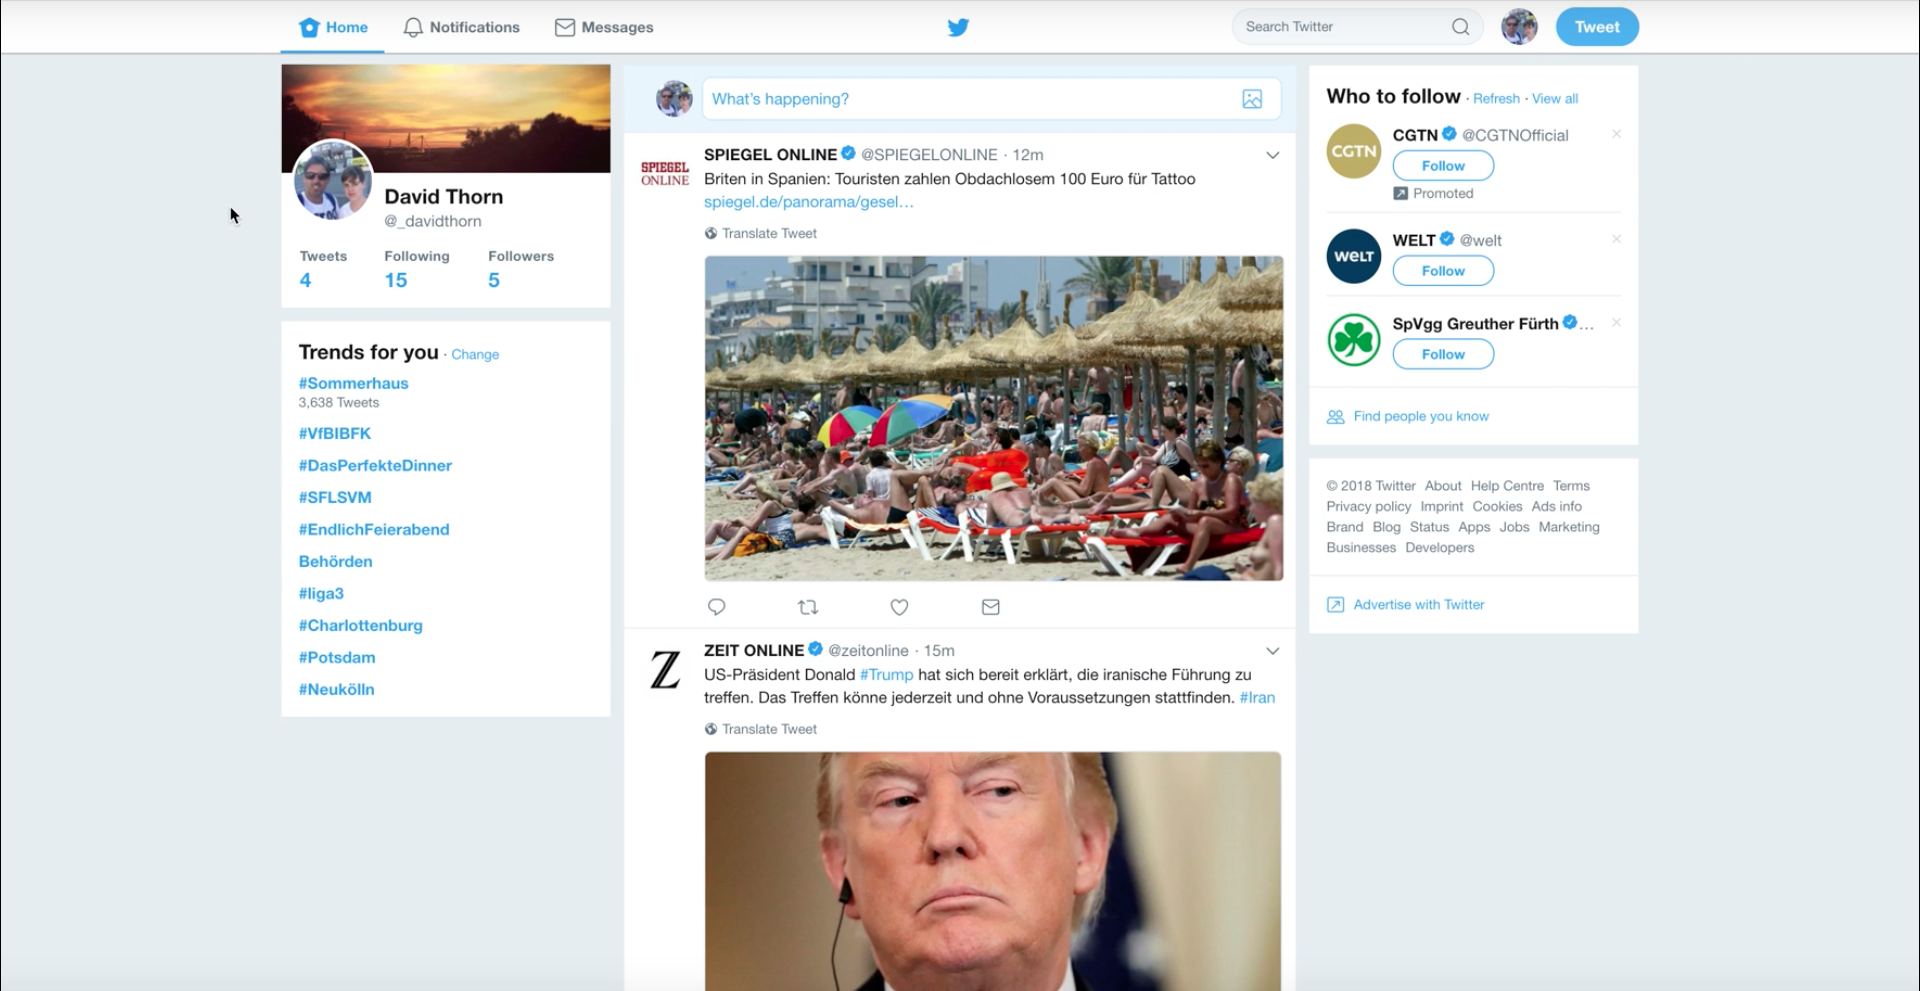 Home
Notifications
Messages
Search Twitter
Tweet
David Thorn
@_davidthorn
Tweets Following Followers
4 15 5
Trends for you · Change
#Sommerhaus
3,638 Tweets
#VfBIBFK
#DasPerfekteDinner
#SFLSVM
#EndlichFeierabend
Behörden
#liga3
#Charlottenburg
#Potsdam
#Neukölln
What's happening?
SPIEGEL
ONLINE
SPIEGEL ONLINE @SPIEGELONLINE · 12m
Briten in Spanien: Touristen zahlen Obdachlosem 100 Euro für Tattoo
spiegel.de/panorama/gesel…
Translate Tweet
Z
ZEIT ONLINE @zeitonline · 15m
US-Präsident Donald #Trump hat sich bereit erklärt, die iranische Führung zu
treffen. Das Treffen könne jederzeit und ohne Voraussetzungen stattfinden. #Iran
Translate Tweet
Who to follow · Refresh · View all
CGTN
CGTN @CGTNOfficial
Follow
Promoted
WELT
WELT @welt
Follow
SpVgg Greuther Fürth …
Follow
Find people you know
© 2018 Twitter About Help Centre Terms
Privacy policy Imprint Cookies Ads info
Brand Blog Status Apps Jobs Marketing
Businesses Developers
Advertise with Twitter